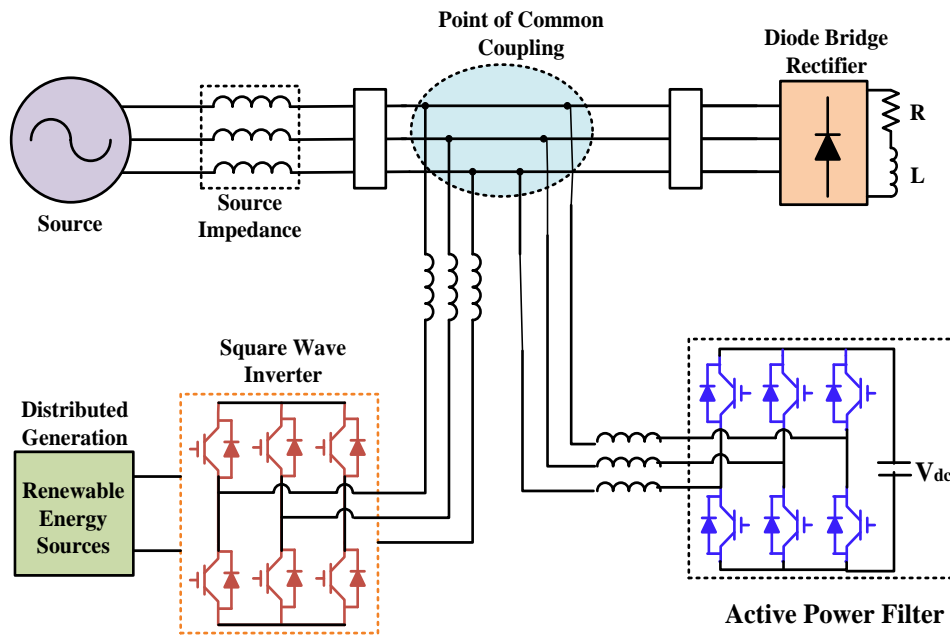 Point of Common
Coupling
Diode Bridge
Rectifier
R
L
Source
Source
Impedance
Square Wave
Inverter
Distributed
Generation
Renewable
Energy
Sources
Vdc
Active Power Filter